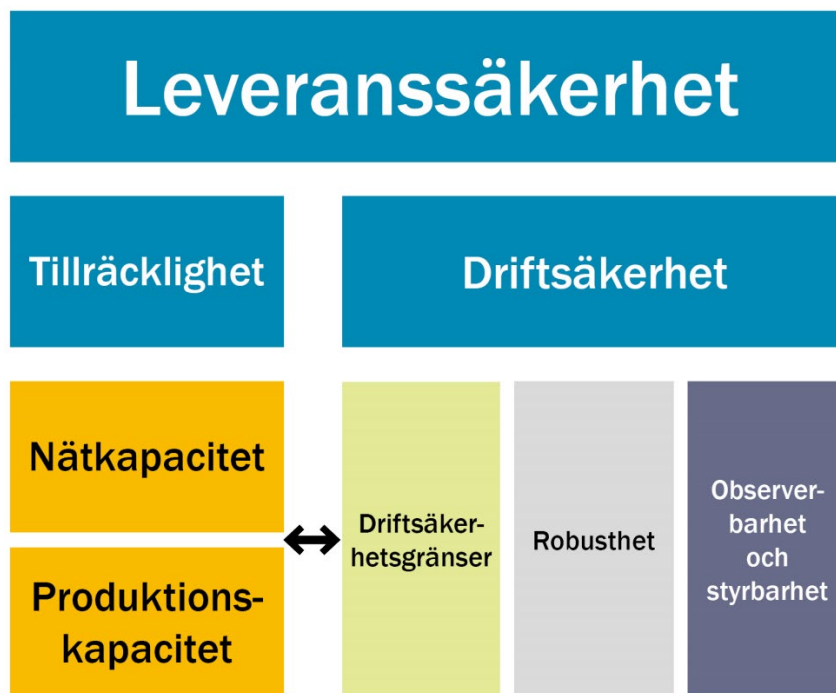 Leveranssäkerhet
Tillräcklighet
Driftsäkerhet
Nätkapacitet
Produktions-
kapacitet
Driftsäker-
hetsgränser
Robusthet
Observer-
barhet
och
styrbarhet